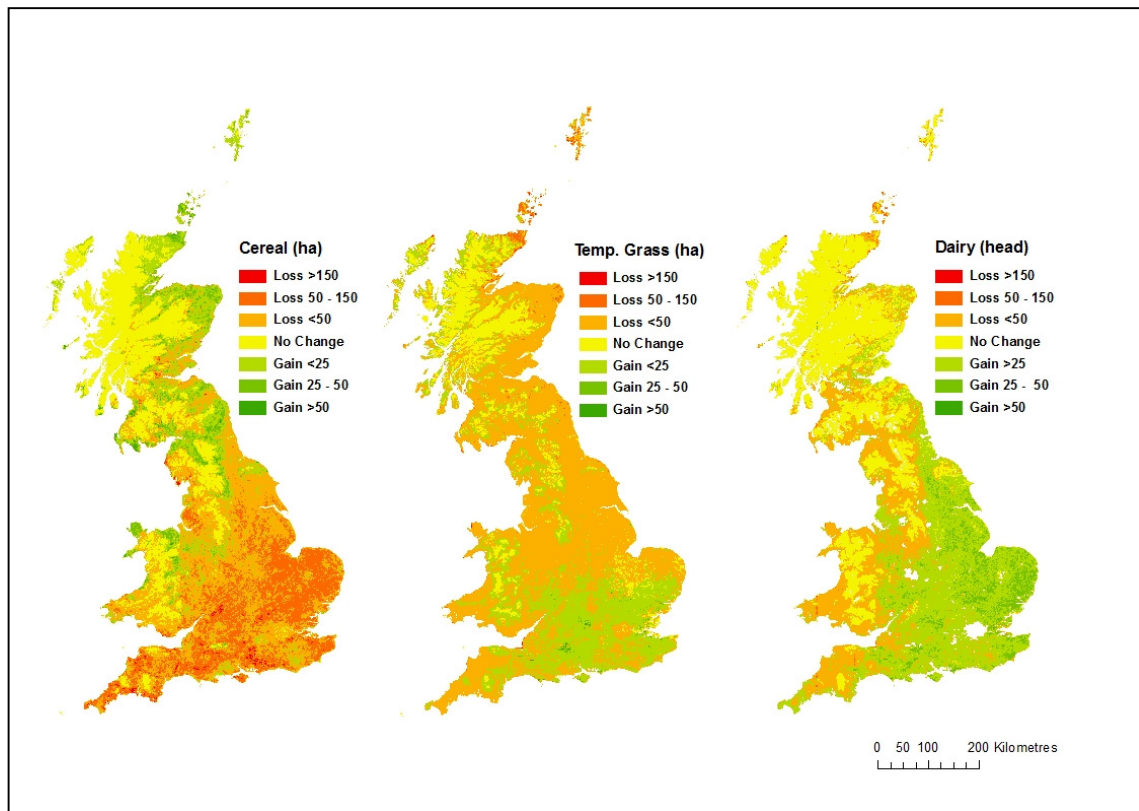 Cereal (ha)
Loss >150
Loss 50 - 150
Loss <50
No Change
Gain <25
Gain 25 - 50
Gain >50
Temp. Grass (ha)
Loss >150
Loss 50 - 150
Loss <50
No Change
Gain <25
Gain 25 - 50
Gain >50
Dairy (head)
Loss >150
Loss 50 - 150
Loss <50
No Change
Gain >25
Gain 25 - 50
Gain >50
0 50 100 200 Kilometres